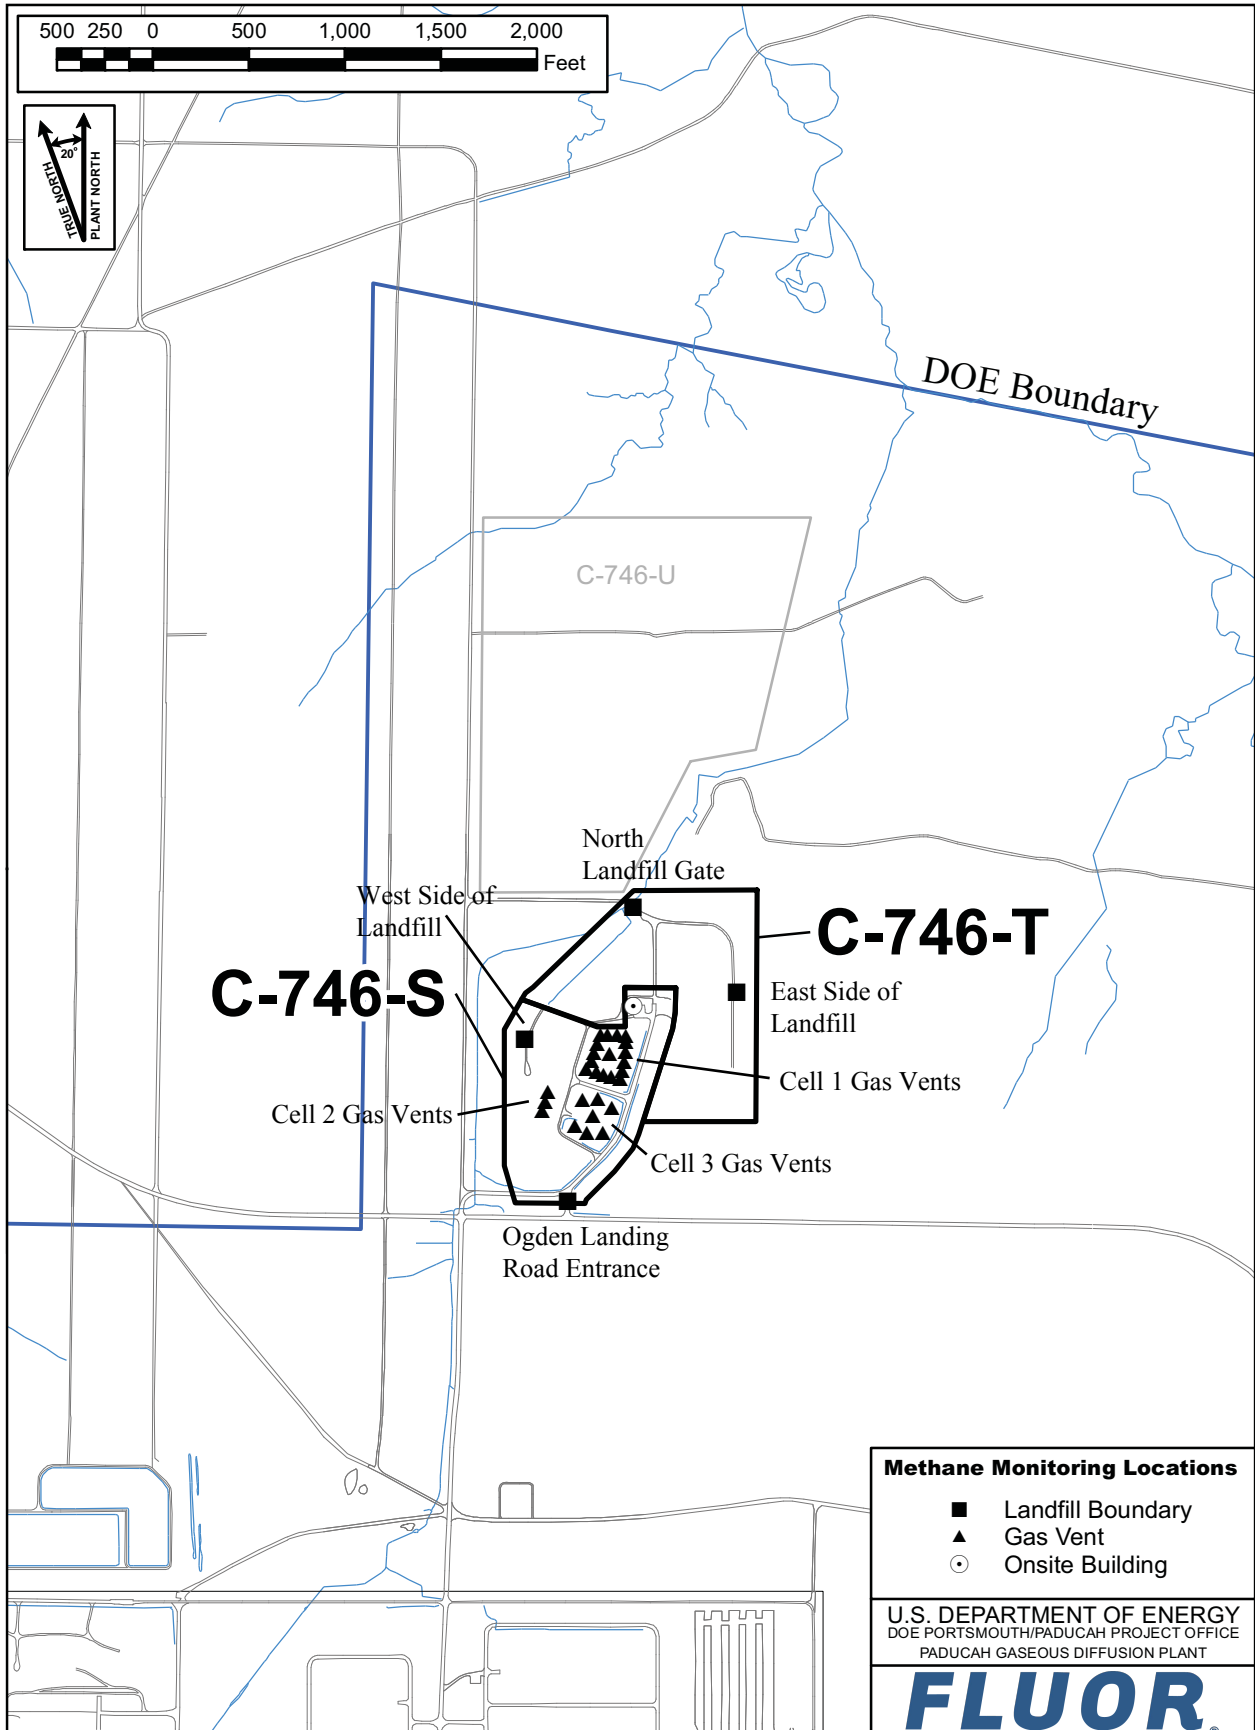 500 250 0 500 1,000 1,500 2,000
Feet
20°
TRUE NORTH
PLANT NORTH
DOE Boundary
C-746-U
North
Landfill Gate
West Side of
Landfill
C-746-T
C-746-S
East Side of
Landfill
Cell 1 Gas Vents
Cell 2 Gas Vents
Cell 3 Gas Vents
Ogden Landing
Road Entrance
Methane Monitoring Locations
Landfill Boundary
Gas Vent
Onsite Building
U.S. DEPARTMENT OF ENERGY
DOE PORTSMOUTH/PADUCAH PROJECT OFFICE
PADUCAH GASEOUS DIFFUSION PLANT
FLUOR®